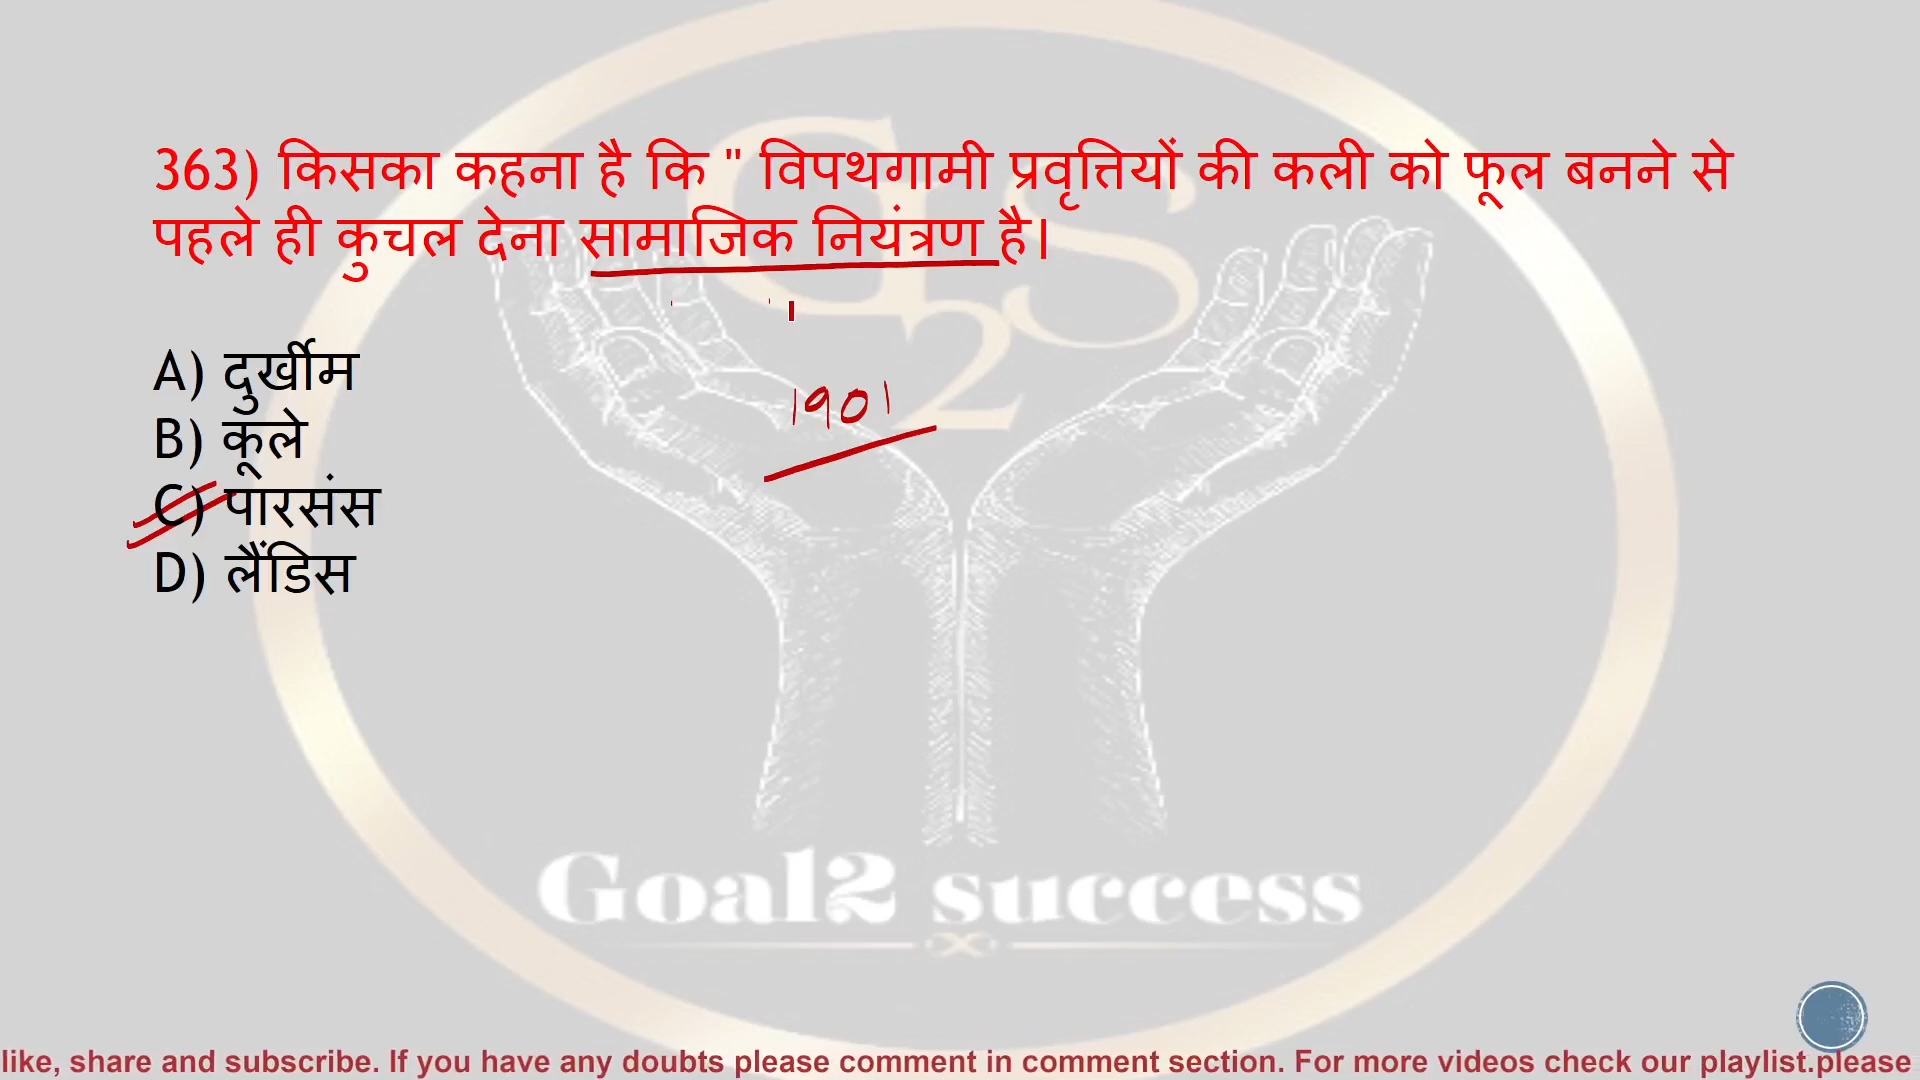 363) किसका कहना है कि " विपथगामी प्रवृत्तियों की कली को फूल बनने से
पहले ही कुचल देना सामाजिक नियंत्रण है।
A) दुर्खीम
1901
B) कूले
C) पारसंस
D) लैंडिस
G2S
Goal2 success
like, share and subscribe. If you have any doubts please comment in comment section. For more videos check our playlist.please